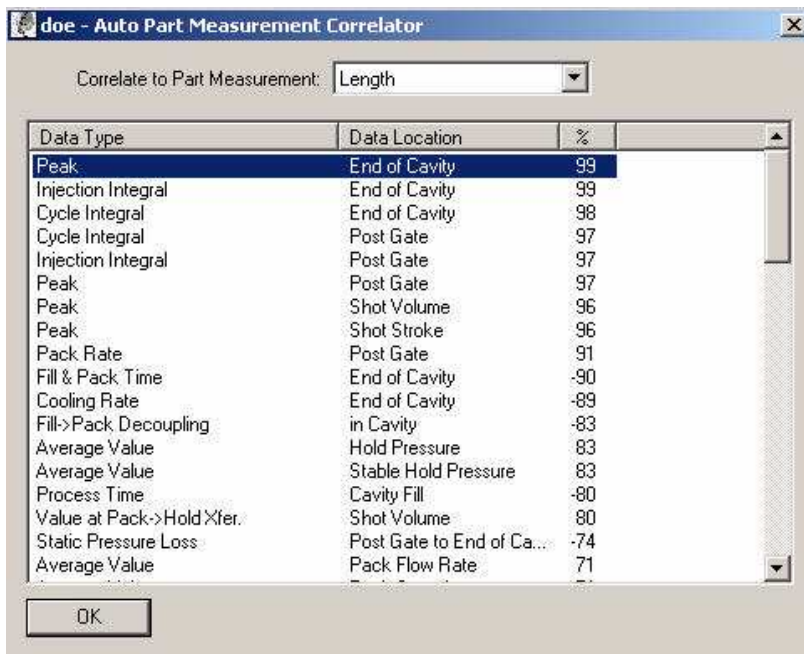 doe - Auto Part Measurement Correlator
Correlate to Part Measurement: Length
Data Type Data Location %
Peak End of Cavity 99
Injection Integral End of Cavity 99
Cycle Integral End of Cavity 98
Cycle Integral Post Gate 97
Injection Integral Post Gate 97
Peak Post Gate 97
Peak Shot Volume 96
Peak Shot Stroke 96
Pack Rate Post Gate 91
Fill & Pack Time End of Cavity -90
Cooling Rate End of Cavity -89
Fill->Pack Decoupling in Cavity -83
Average Value Hold Pressure 83
Average Value Stable Hold Pressure 83
Process Time Cavity Fill -80
Value at Pack->Hold Xfer. Shot Volume 80
Static Pressure Loss Post Gate to End of Ca... -74
Average Value Pack Flow Rate 71
OK